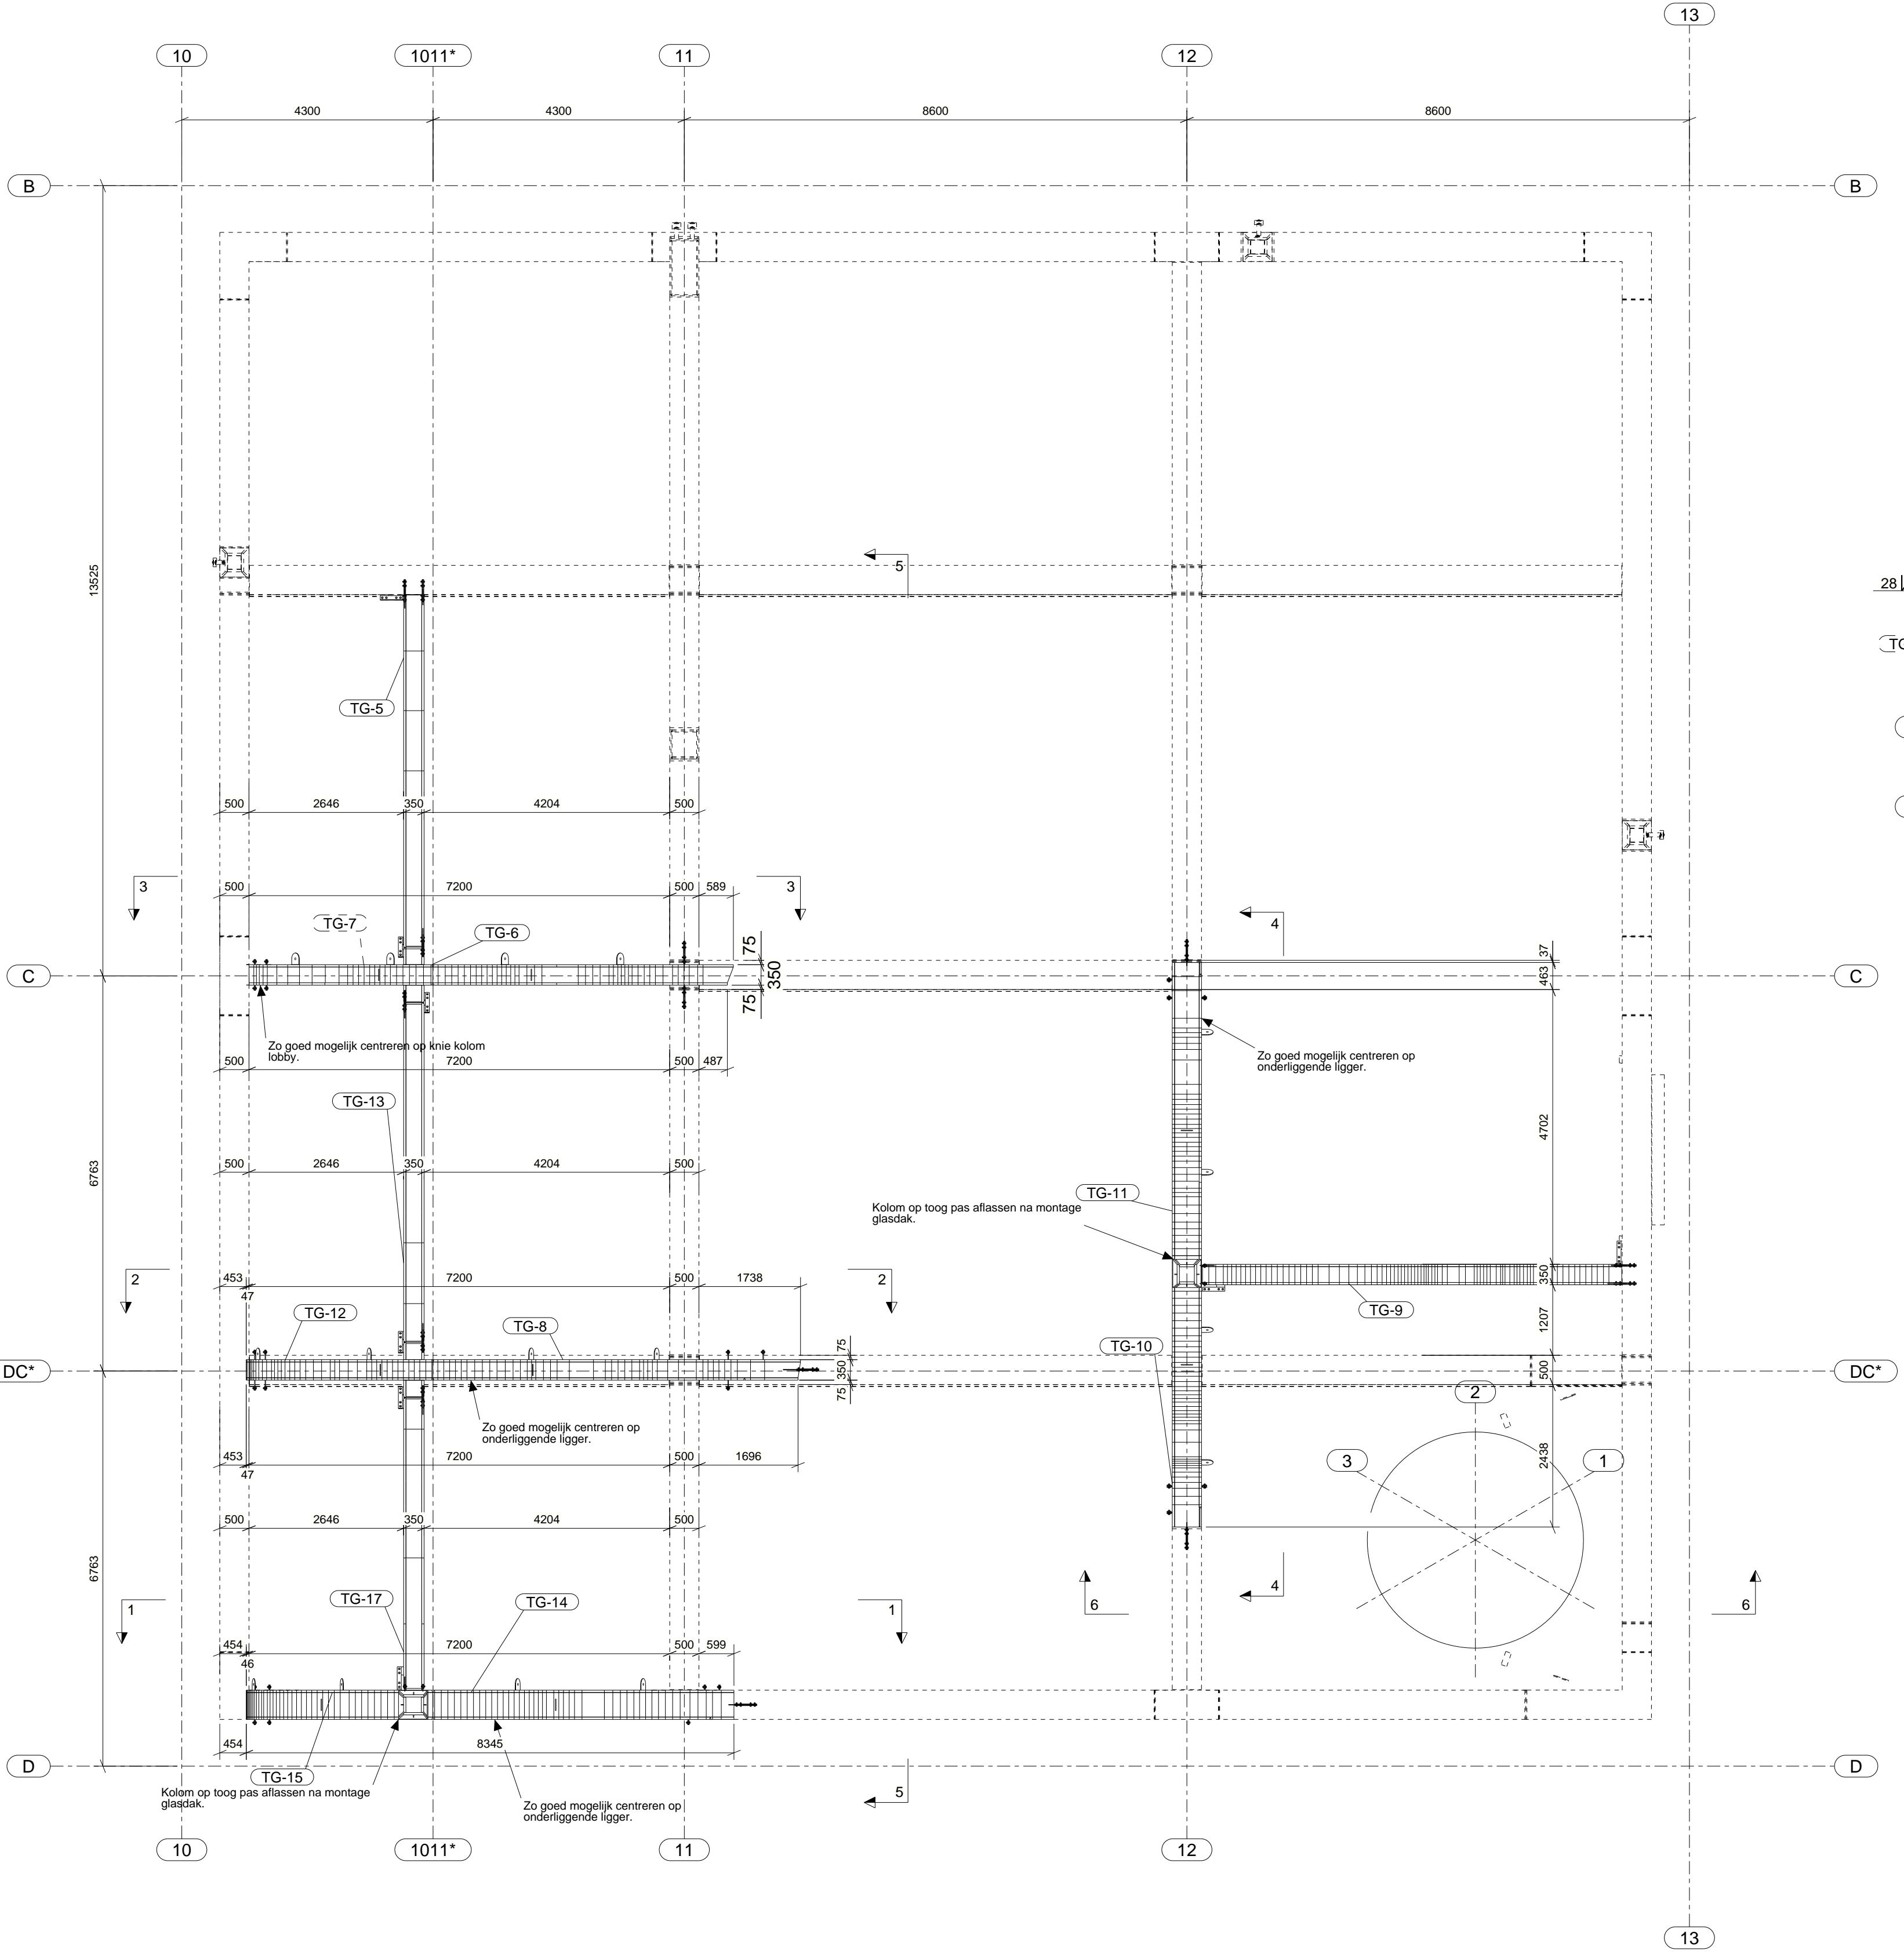 13
10
1011*
11
12
4300
4300
8600
8600
B
B
13525
5
28
TG-5
500
2646
350
4204
500
3
500
7200
500
589
3
4
TG-7
TG-6
75
350
75
37
463
C
C
Zo goed mogelijk centreren op knie kolom
lobby.
Zo goed mogelijk centreren op
onderliggende ligger.
500
7200
500
487
TG-13
4702
6763
500
2646
350
4204
500
TG-11
Kolom op toog pas aflassen na montage
glasdak.
2
453
7200
500
1738
2
350
47
TG-12
TG-8
TG-9
1207
TG-10
75
350
75
DC*
DC*
500
2
Zo goed mogelijk centreren op
onderliggende ligger.
453
7200
500
1696
47
3
1
2438
500
2646
350
4204
500
6763
4
TG-17
TG-14
1
1
6
6
454
7200
500
599
46
454
8345
D
D
TG-15
Kolom op toog pas aflassen na montage
glasdak.
5
Zo goed mogelijk centreren op
onderliggende ligger.
10
1011*
11
12
13